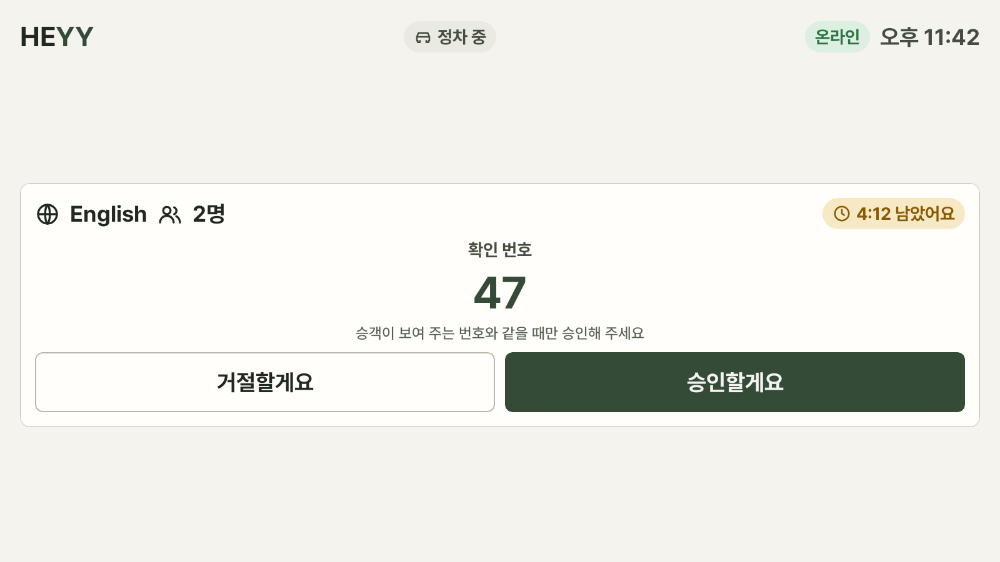 HEYY
정차 중
온라인 오후 11:42
English 2명
4:12 남았어요
확인 번호
47
승객이 보여 주는 번호와 같을 때만 승인해 주세요
거절할게요
승인할게요